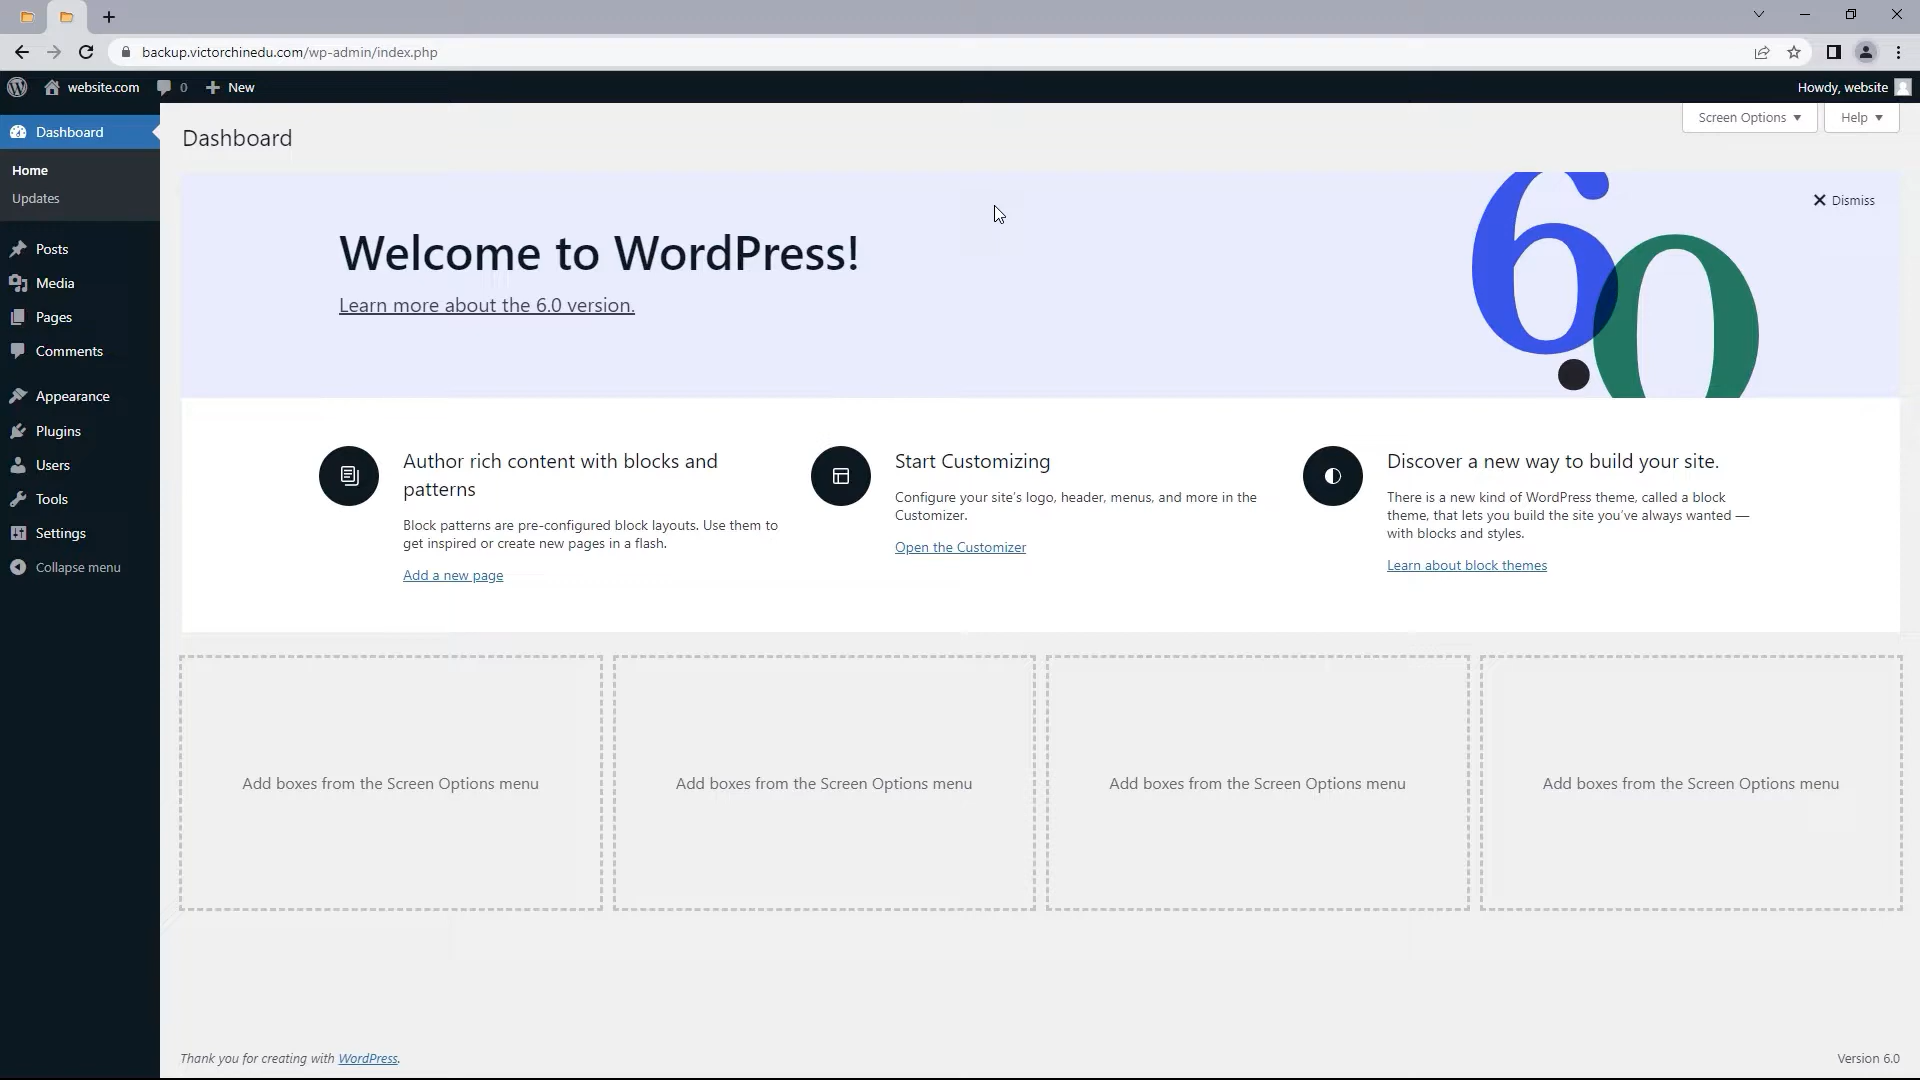 backup.victorchinedu.com/wp-admin/index.php
website.com
0
New
Howdy, website
Dashboard
Home
Updates
Posts
Media
Pages
Comments
Appearance
Plugins
Users
Tools
Settings
Collapse menu
Dashboard
Screen Options
Help
Welcome to WordPress!
Learn more about the 6.0 version.
6.0
Dismiss
Author rich content with blocks and
patterns
Block patterns are pre-configured block layouts. Use them to
get inspired or create new pages in a flash.
Add a new page
Start Customizing
Configure your site's logo, header, menus, and more in the
Customizer.
Open the Customizer
Discover a new way to build your site.
There is a new kind of WordPress theme, called a block
theme, that lets you build the site you've always wanted —
with blocks and styles.
Learn about block themes
Add boxes from the Screen Options menu
Add boxes from the Screen Options menu
Add boxes from the Screen Options menu
Add boxes from the Screen Options menu
Thank you for creating with WordPress.
Version 6.0